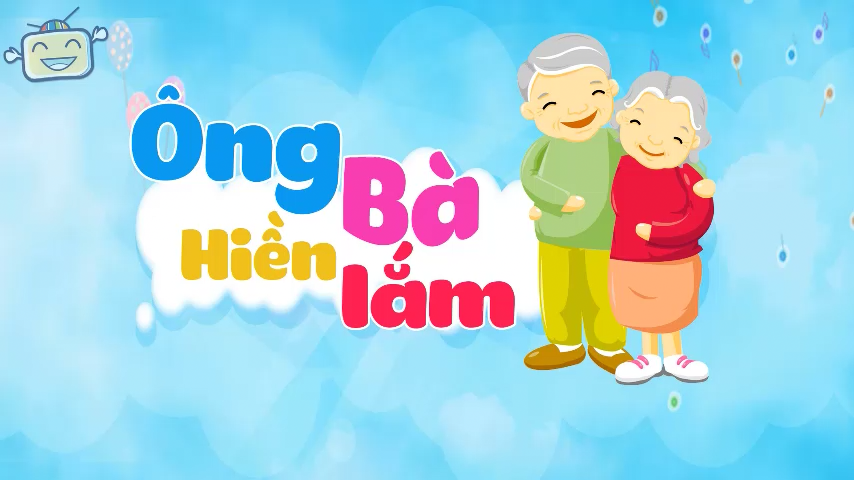 Ông Bà
Hiền lắm